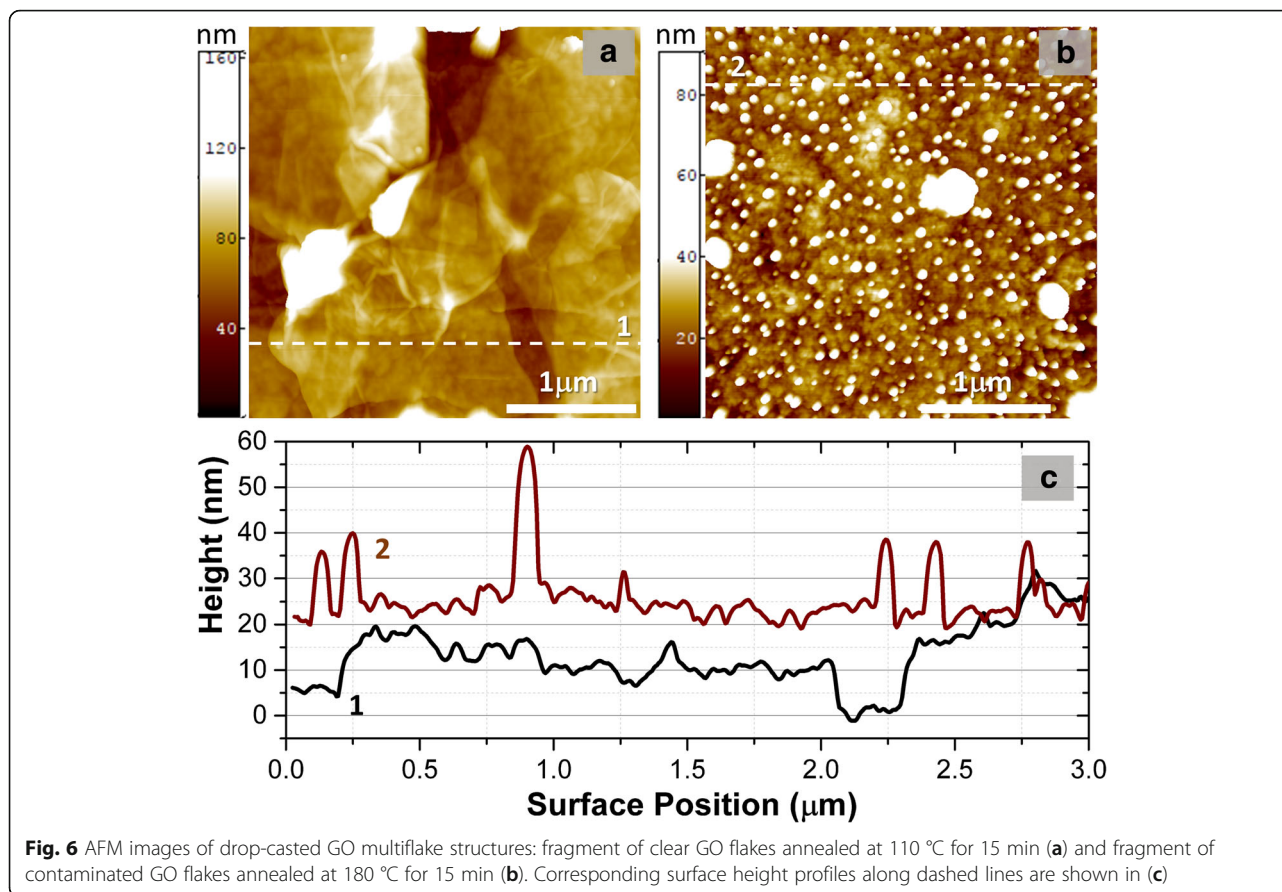 nm
160
120
80
40
a
1
1μm
nm
80
60
40
20
b
2
1μm
60
50
40
30
20
10
0
Height (nm)
c
2
1
0.0 0.5 1.0 1.5 2.0 2.5 3.0
Surface Position (μm)
Fig. 6 AFM images of drop-casted GO multiflake structures: fragment of clear GO flakes annealed at 110 °C for 15 min (a) and fragment of
contaminated GO flakes annealed at 180 °C for 15 min (b). Corresponding surface height profiles along dashed lines are shown in (c)